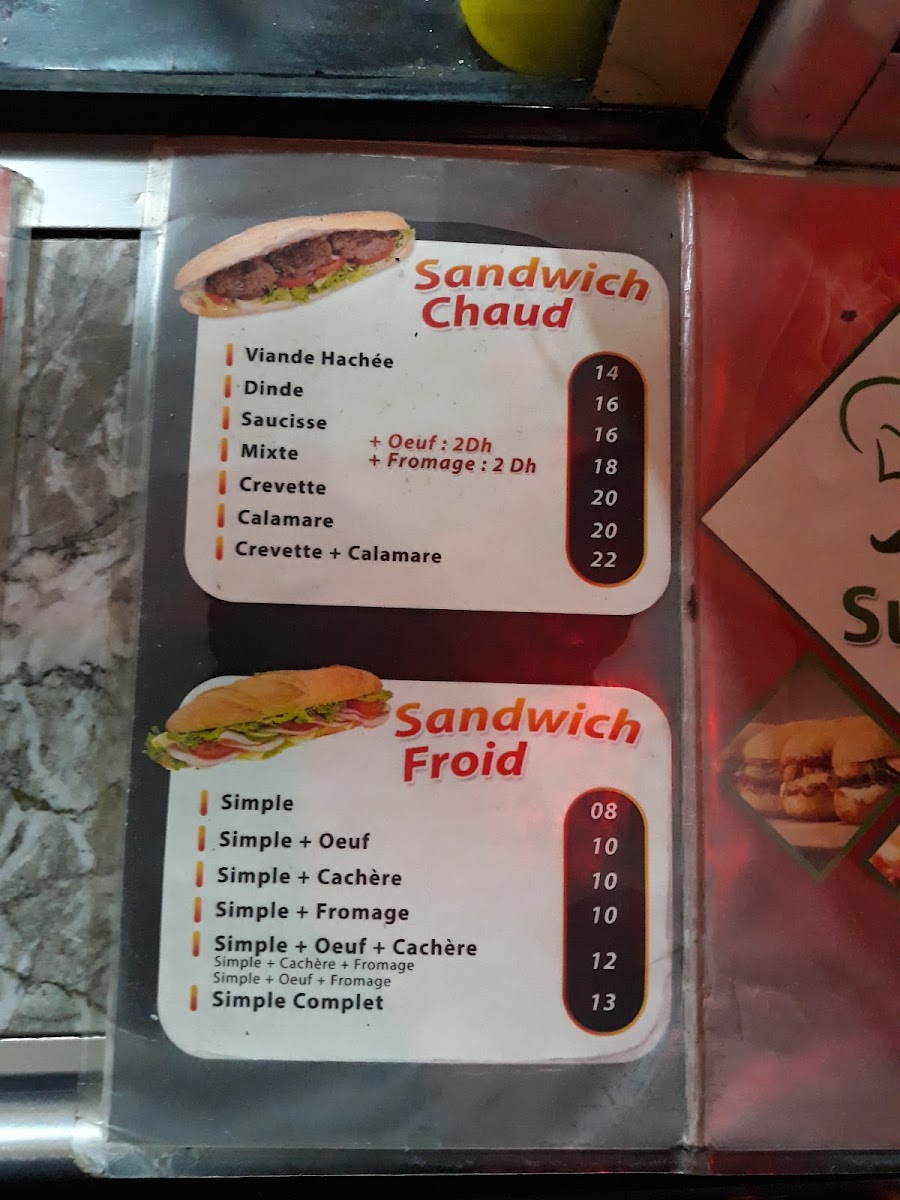 Sandwich
Chaud
Viande Hachée 14
Dinde 16
Saucisse 16
+ Oeuf : 2Dh
Mixte 18
+ Fromage : 2 Dh
Crevette 20
Calamare 20
Crevette + Calamare 22
Sandwich
Froid
Simple 08
Simple + Oeuf 10
Simple + Cachère 10
Simple + Fromage 10
Simple + Oeuf + Cachère 12
Simple + Cachère + Fromage
Simple + Oeuf + Fromage
Simple Complet 13